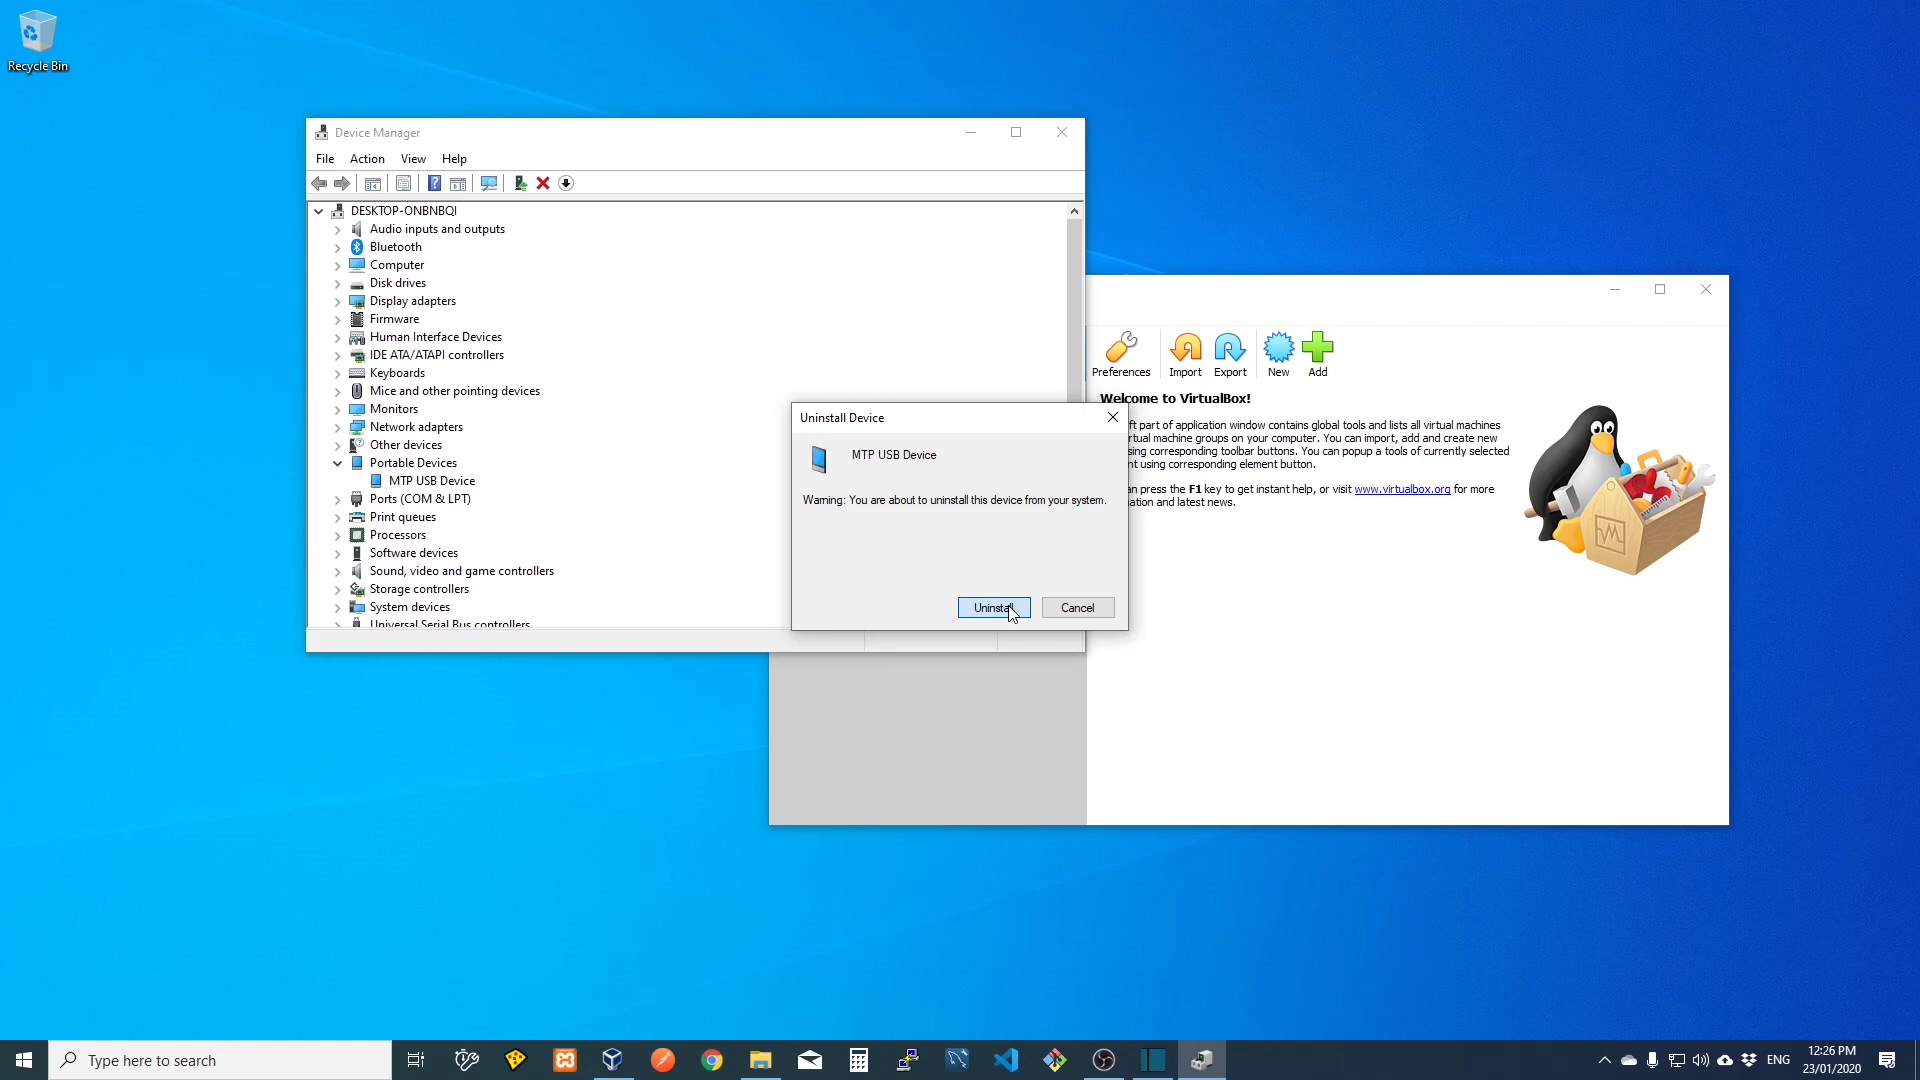 Recycle Bin
Device Manager
File Action View Help
DESKTOP-ONBNBQI
Audio inputs and outputs
Bluetooth
Computer
Disk drives
Display adapters
Firmware
Human Interface Devices
IDE ATA/ATAPI controllers
Keyboards
Mice and other pointing devices
Monitors
Network adapters
Other devices
Portable Devices
MTP USB Device
Ports (COM & LPT)
Print queues
Processors
Software devices
Sound, video and game controllers
Storage controllers
System devices
Universal Serial Bus controllers
Uninstall Device
MTP USB Device
Warning: You are about to uninstall this device from your system.
Uninstall Cancel
Preferences Import Export New Add
Welcome to VirtualBox!
part of application window contains global tools and lists all virtual machines
machine groups on your computer. You can import, add and create new
corresponding toolbar buttons. You can popup a tools of currently selected
using corresponding element button.
press the F1 key to get instant help, or visit www.virtualbox.org for more
and latest news.
Type here to search
ENG
12:26 PM
23/01/2020